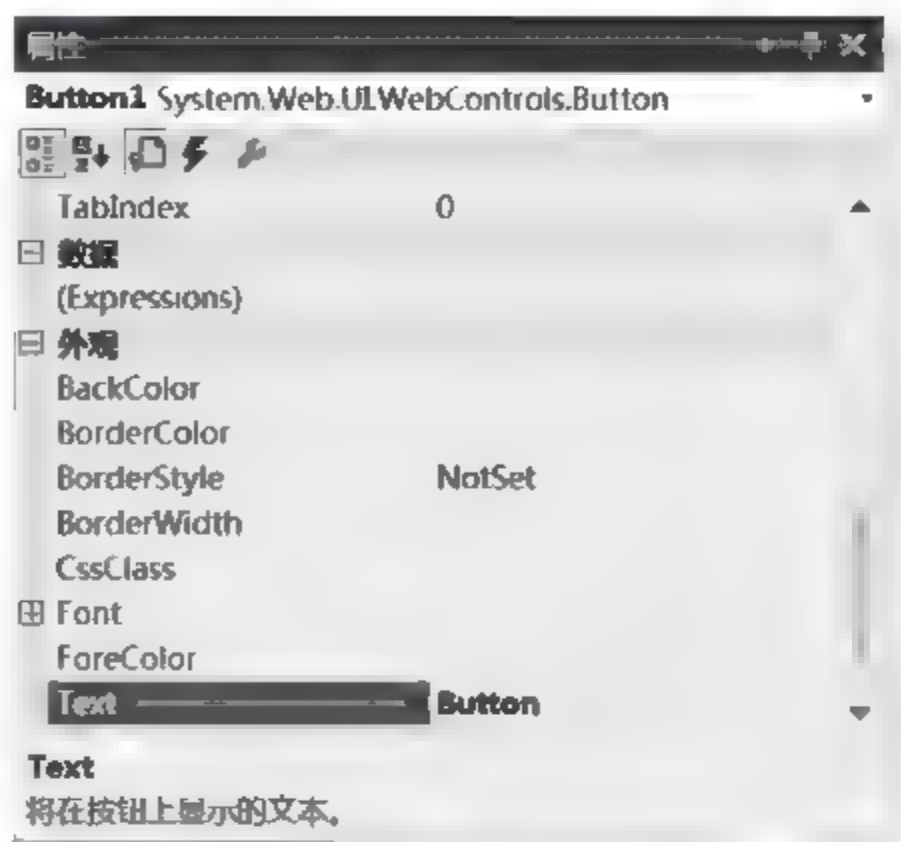 属性
Button1 System.Web.UI.WebControls.Button
TabIndex 0
数据
(Expressions)
外观
BackColor
BorderColor
BorderStyle NotSet
BorderWidth
CssClass
Font
ForeColor
Text Button
Text
将在按钮上显示的文本。